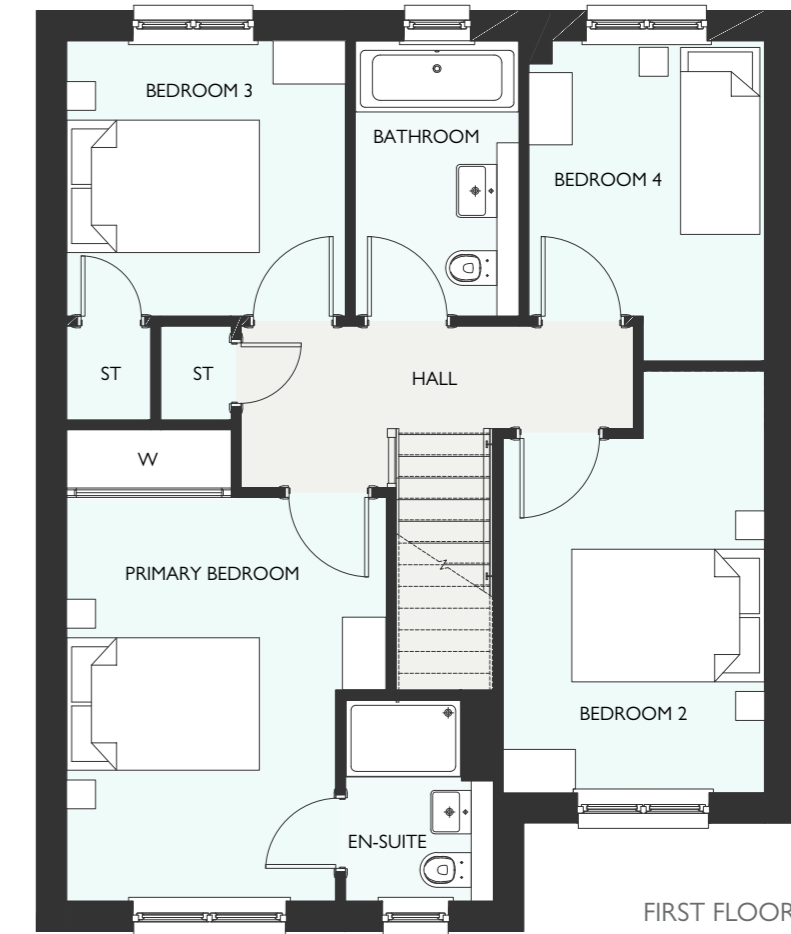 BEDROOM 3
BATHROOM
BEDROOM 4
ST
ST
HALL
W
PRIMARY BEDROOM
BEDROOM 2
EN-SUITE
FIRST FLOOR